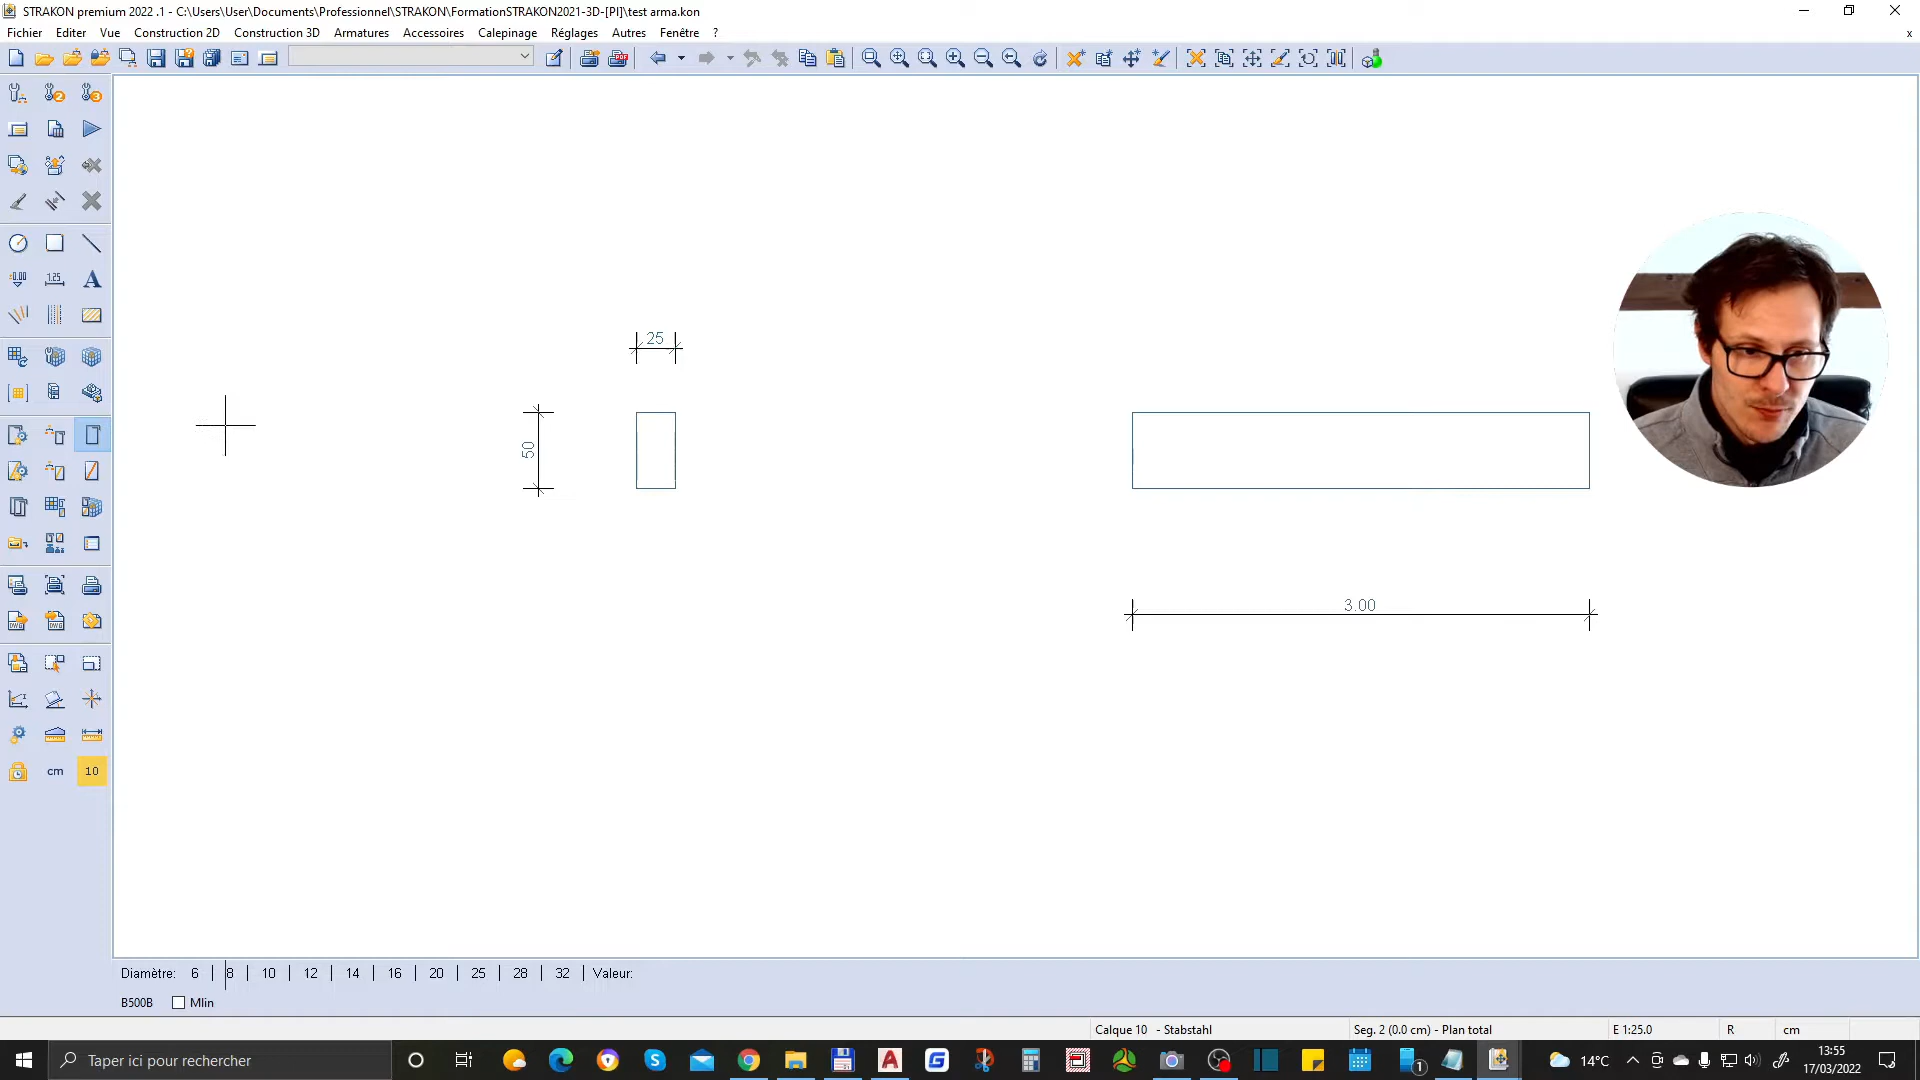 STRAKON premium 2022 .1 - C:\Users\User\Documents\Professionnel\STRAKON\FormationSTRAKON2021-3D-[PI]\test arma.kon
Fichier Editer Vue Construction 2D Construction 3D Armatures Accessoires Calepinage Réglages Autres Fenêtre ? x
25
50
3.00
cm 10
Diamètre: 6 8 10 12 14 16 20 25 28 32 Valeur:
B500B Mlin
Calque 10 - Stabstahl Seg. 2 (0.0 cm) - Plan total E 1:25.0 R cm
Taper ici pour rechercher
1
14°C
13:55
17/03/2022